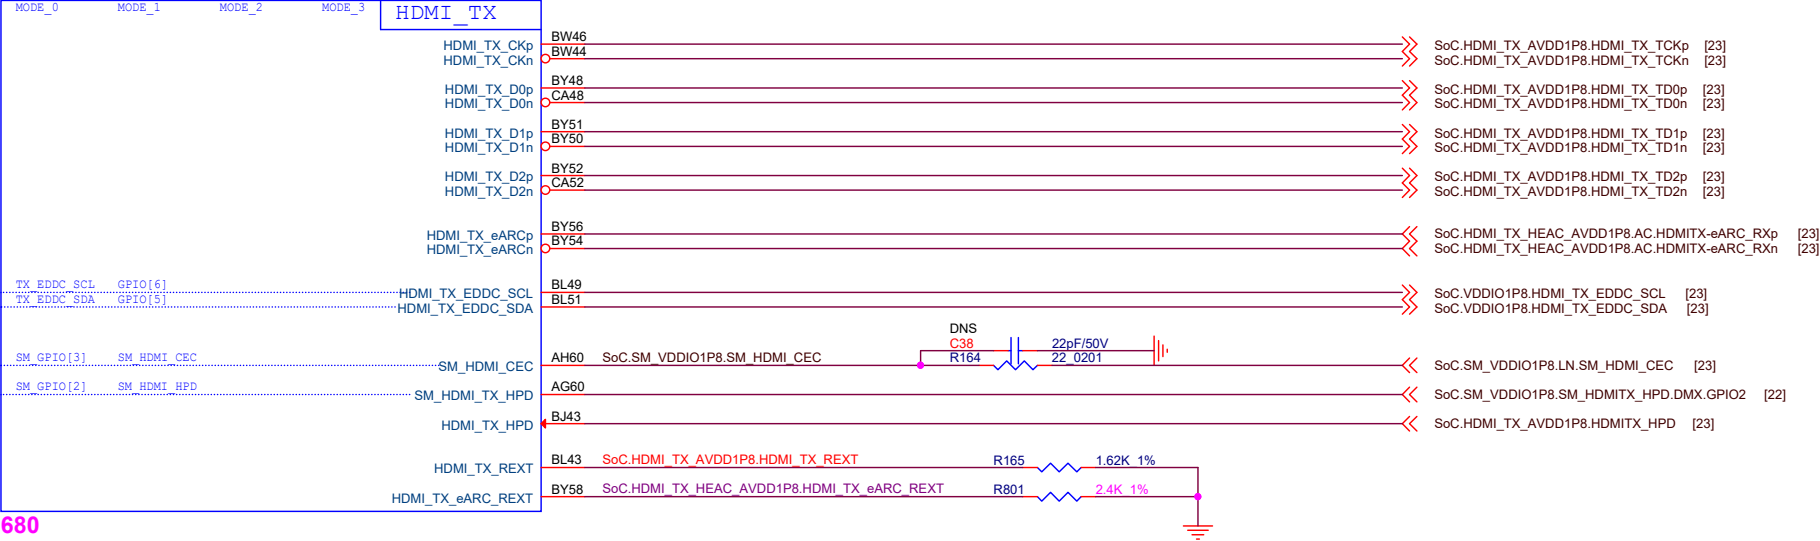 MODE_0 MODE_1 MODE_2 MODE_3 HDMI_TX
HDMI_TX_CKp BW46 SoC.HDMI_TX_AVDD1P8.HDMI_TX_TCKp [23]
HDMI_TX_CKn BW44 SoC.HDMI_TX_AVDD1P8.HDMI_TX_TCKn [23]
HDMI_TX_D0p BY48 SoC.HDMI_TX_AVDD1P8.HDMI_TX_TD0p [23]
HDMI_TX_D0n CA48 SoC.HDMI_TX_AVDD1P8.HDMI_TX_TD0n [23]
HDMI_TX_D1p BY51 SoC.HDMI_TX_AVDD1P8.HDMI_TX_TD1p [23]
HDMI_TX_D1n BY50 SoC.HDMI_TX_AVDD1P8.HDMI_TX_TD1n [23]
HDMI_TX_D2p BY52 SoC.HDMI_TX_AVDD1P8.HDMI_TX_TD2p [23]
HDMI_TX_D2n CA52 SoC.HDMI_TX_AVDD1P8.HDMI_TX_TD2n [23]
HDMI_TX_eARCp BY56 SoC.HDMI_TX_HEAC_AVDD1P8.AC.HDMITX-eARC_RXp [23]
HDMI_TX_eARCn BY54 SoC.HDMI_TX_HEAC_AVDD1P8.AC.HDMITX-eARC_RXn [23]
TX_EDDC_SCL GPIO[6] HDMI_TX_EDDC_SCL BL49 SoC.VDDIO1P8.HDMI_TX_EDDC_SCL [23]
TX_EDDC_SDA GPIO[5] HDMI_TX_EDDC_SDA BL51 SoC.VDDIO1P8.HDMI_TX_EDDC_SDA [23]
DNS
C38 22pF/50V
SM_GPIO[3] SM_HDMI_CEC SM_HDMI_CEC AH60 SoC.SM_VDDIO1P8.SM_HDMI_CEC R164 22_0201 SoC.SM_VDDIO1P8.LN.SM_HDMI_CEC [23]
SM_GPIO[2] SM_HDMI_HPD SM_HDMI_TX_HPD AG60 SoC.SM_VDDIO1P8.SM_HDMITX_HPD.DMX.GPIO2 [22]
HDMI_TX_HPD BJ43 SoC.HDMI_TX_AVDD1P8.HDMITX_HPD [23]
HDMI_TX_REXT BL43 SoC.HDMI_TX_AVDD1P8.HDMI_TX_REXT R165 1.62K_1%
HDMI_TX_eARC_REXT BY58 SoC.HDMI_TX_HEAC_AVDD1P8.HDMI_TX_eARC_REXT R801 2.4K_1%
680